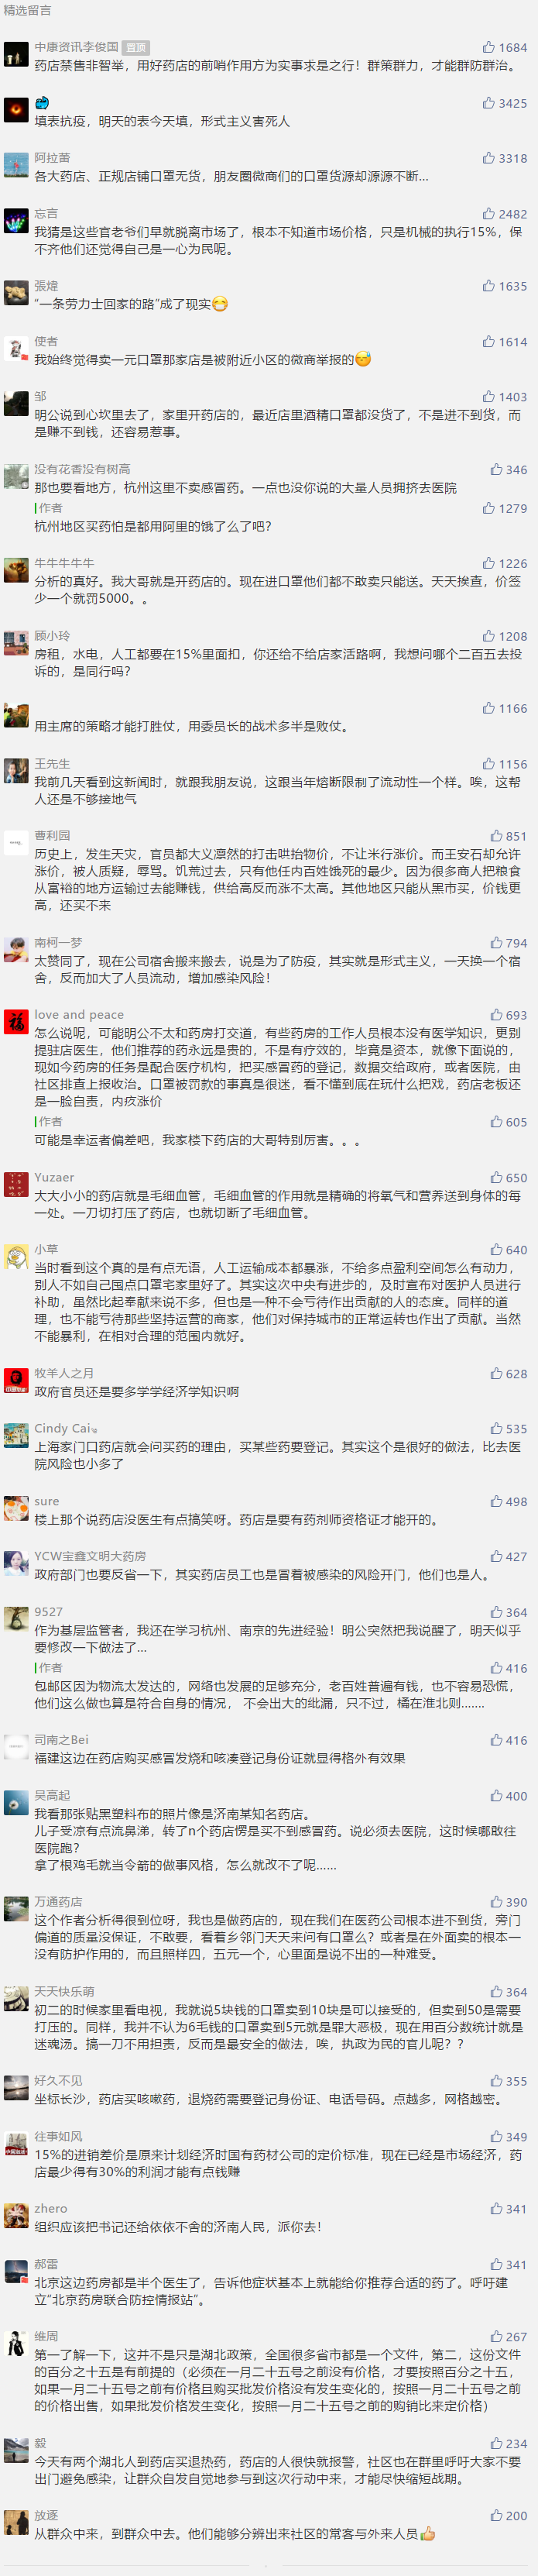 精选留言
中康资讯李俊国 置顶 1684
药店禁售非智举，用好药店的前哨作用方为实事求是之行！群策群力，才能群防群治。
3425
填表抗疫，明天的表今天填，形式主义害死人
阿拉蕾 3318
各大药店、正规店铺口罩无货，朋友圈微商们的口罩货源却源源不断...
忘言 2482
我猜是这些官老爷们早就脱离市场了，根本不知道市场价格，只是机械的执行15%，保
不齐他们还觉得自己是一心为民呢。
張煒 1635
“一条劳力士回家的路”成了现实😷
使者 1614
我始终觉得卖一元口罩那家店是被附近小区的微商举报的😅
邹 1403
明公说到心坎里去了，家里开药店的，最近店里酒精口罩都没货了，不是进不到货，而
是赚不到钱，还容易惹事。
没有花香没有树高 346
那也要看地方，杭州这里不卖感冒药。一点也没你说的大量人员拥挤去医院
作者 1279
杭州地区买药怕是都用阿里的饿了么了吧？
牛牛牛牛牛 1226
分析的真好。我大哥就是开药店的。现在进口罩他们都不敢卖只能送。天天挨查，价签
少一个就罚5000。。
顾小玲 1208
房租，水电，人工都要在15%里面扣，你还给不给店家活路啊，我想问哪个二百五去投
诉的，是同行吗？
1166
用主席的策略才能打胜仗，用委员长的战术多半是败仗。
王先生 1156
我前几天看到这新闻时，就跟我朋友说，这跟当年熔断限制了流动性一个样。唉，这帮
人还是不够接地气
曹利园 851
历史上，发生天灾，官员都大义凛然的打击哄抬物价，不让米行涨价。而王安石却允许
涨价，被人质疑，辱骂。饥荒过去，只有他任内百姓饿死的最少。因为很多商人把粮食
从富裕的地方运输过去能赚钱，供给高反而涨不太高。其他地区只能从黑市买，价钱更
高，还买不来
南柯一梦 794
太赞同了，现在公司宿舍搬来搬去，说是为了防疫，其实就是形式主义，一天换一个宿
舍，反而加大了人员流动，增加感染风险！
love and peace 693
怎么说呢，可能明公不太和药房打交道，有些药房的工作人员根本没有医学知识，更别
提驻店医生，他们推荐的药永远是贵的，不是有疗效的，毕竟是资本，就像下面说的，
现如今药房的任务是配合医疗机构，把买感冒药的登记，数据交给政府，或者医院，由
社区排查上报收治。口罩被罚款的事真是很迷，看不懂到底在玩什么把戏，药店老板还
是一脸自责，内疚涨价
作者 605
可能是幸运者偏差吧，我家楼下药店的大哥特别厉害。。。
Yuzaer 650
大大小小的药店就是毛细血管，毛细血管的作用就是精确的将氧气和营养送到身体的每
一处。一刀切打压了药店，也就切断了毛细血管。
小草 640
当时看到这个真的是有点无语，人工运输成本都暴涨，不给多点盈利空间怎么有动力，
别人不如自己囤点口罩宅家里好了。其实这次中央有进步的，及时宣布对医护人员进行
补助，虽然比起奉献来说不多，但也是一种不会亏待作出贡献的人的态度。同样的道
理，也不能亏待那些坚持运营的商家，他们对保持城市的正常运转也作出了贡献。当然
不能暴利，在相对合理的范围内就好。
牧羊人之月 628
政府官员还是要多学学经济学知识啊
Cindy Cai 535
上海家门口药店就会问买药的理由，买某些药要登记。其实这个是很好的做法，比去医
院风险也小多了
sure 498
楼上那个说药店没医生有点搞笑呀。药店是要有药剂师资格证才能开的。
YCW宝鑫文明大药房 427
政府部门也要反省一下，其实药店员工也是冒着被感染的风险开门，他们也是人。
9527 364
作为基层监管者，我还在学习杭州、南京的先进经验！明公突然把我说醒了，明天似乎
要修改一下做法了...
作者 416
包邮区因为物流太发达的，网络也发展的足够充分，老百姓普遍有钱，也不容易恐慌，
他们这么做也算是符合自身的情况，不会出大的纰漏。只不过，橘在淮北则.......
司南之Bei 416
福建这边在药店购买感冒发烧和咳凑登记身份证就显得格外有效果
吴高起 400
我看那张贴黑塑料布的照片像是济南某知名药店。
儿子受凉有点流鼻涕，转了n个药店愣是买不到感冒药。说必须去医院，这时候哪敢往
医院跑？
拿了根鸡毛就当令箭的做事风格，怎么就改不了呢......
万通药店 390
这个作者分析得很到位呀，我也是做药店的，现在我们在医药公司根本进不到货，旁门
偏道的质量没保证，不敢要，看着乡邻门天天来问有口罩么？或者是在外面卖的根本一
没有防护作用的，而且照样四，五元一个，心里面是说不出的一种难受。
天天快乐萌 364
初二的时候家里看电视，我就说5块钱的口罩卖到10块是可以接受的，但卖到50是需要
打压的。同样，我并不认为6毛钱的口罩卖到5元就是罪大恶极，现在用百分数统计就是
迷魂汤。搞一刀不用担责，反而是最安全的做法，唉，执政为民的官儿呢？？
好久不见 355
坐标长沙，药店买咳嗽药，退烧药需要登记身份证、电话号码。点越多，网格越密。
往事如风 349
15%的进销差价是原来计划经济时国有药材公司的定价标准，现在已经是市场经济，药
店最少得有30%的利润才能有点钱赚
zhero 341
组织应该把书记还给依依不舍的济南人民，派你去！
郝雷 341
北京这边药房都是半个医生了，告诉他症状基本上就能给你推荐合适的药了。呼吁建
立“北京药房联合防控情报站”。
维周 267
第一了解一下，这并不是只是湖北政策，全国很多省市都是一个文件，第二，这份文件
的百分之十五是有前提的（必须在一月二十五号之前没有价格，才要按照百分之十五，
如果一月二十五号之前有价格且购买批发价格没有发生变化的，按照一月二十五号之前
的价格出售，如果批发价格发生变化，按照一月二十五号之前的购销比来定价格）
毅 234
今天有两个湖北人到药店买退热药，药店的人很快就报警，社区也在群里呼吁大家不要
出门避免感染，让群众自发自觉地参与到这次行动中来，才能尽快缩短战期。
放逐 200
从群众中来，到群众中去。他们能够分辨出来社区的常客与外来人员👍